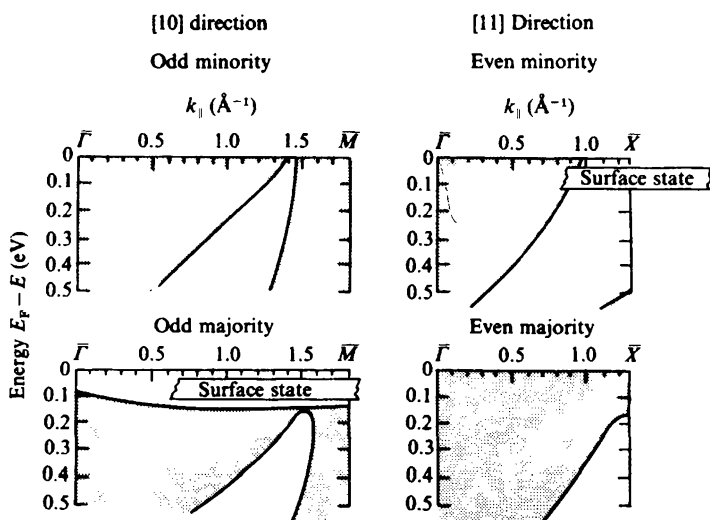 [10] direction
[11] Direction
Odd minority
Even minority
k∥ (Å⁻¹)
k∥ (Å⁻¹)
Γ̄ 0.5 1.0 1.5 M̄
Γ̄ 0.5 1.0 X̄
0
0.1
0.2
0.3
0.4
0.5
0
0.1
0.2
0.3
0.4
0.5
Surface state
Energy E_F − E (eV)
Odd majority
Even majority
Γ̄ 0.5 1.0 1.5 M̄
Γ̄ 0.5 1.0 X̄
0
0.1
0.2
0.3
0.4
0.5
0
0.1
0.2
0.3
0.4
0.5
Surface state